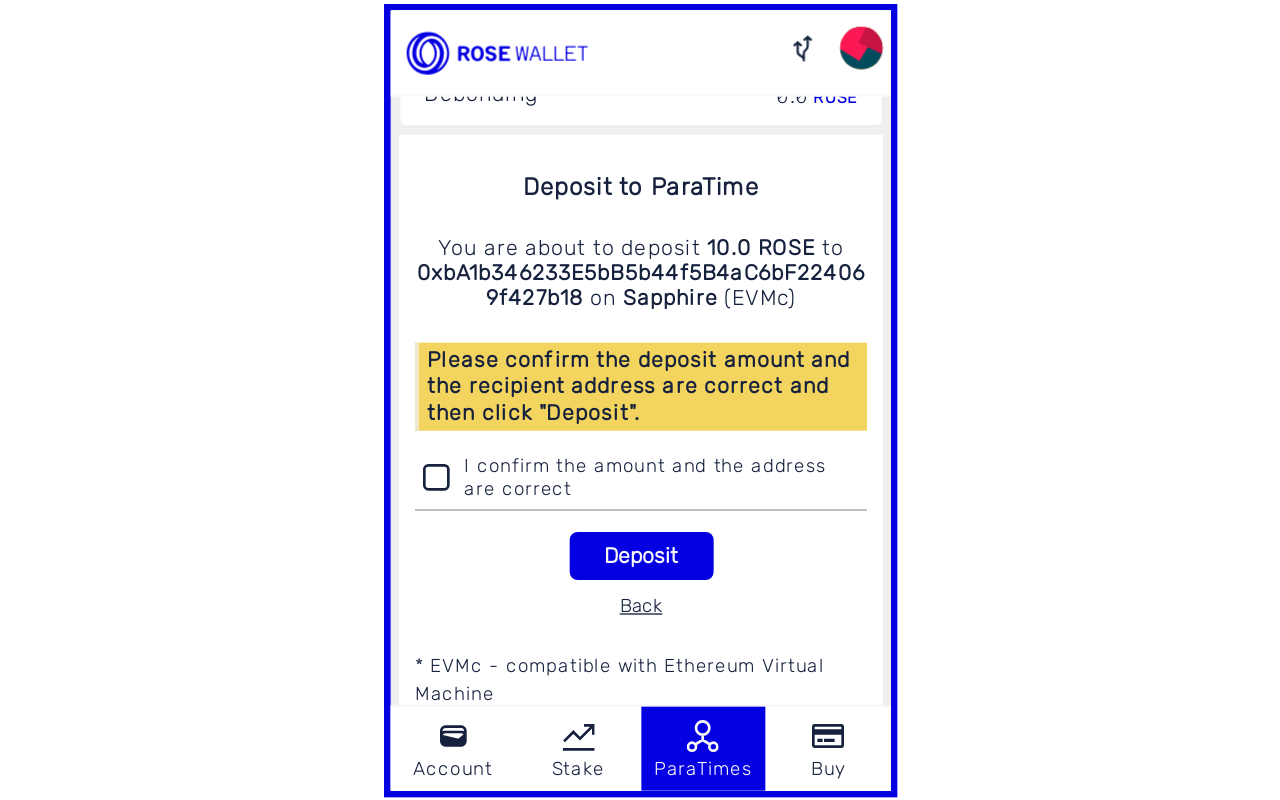 ROSE WALLET
Debonding 0.0 ROSE
Deposit to ParaTime
You are about to deposit 10.0 ROSE to
0xbA1b346233E5bB5b44f5B4aC6bF22406
9f427b18 on Sapphire (EVMc)
Please confirm the deposit amount and
the recipient address are correct and
then click "Deposit".
I confirm the amount and the address
are correct
Deposit
Back
* EVMc - compatible with Ethereum Virtual
Machine
Account Stake ParaTimes Buy